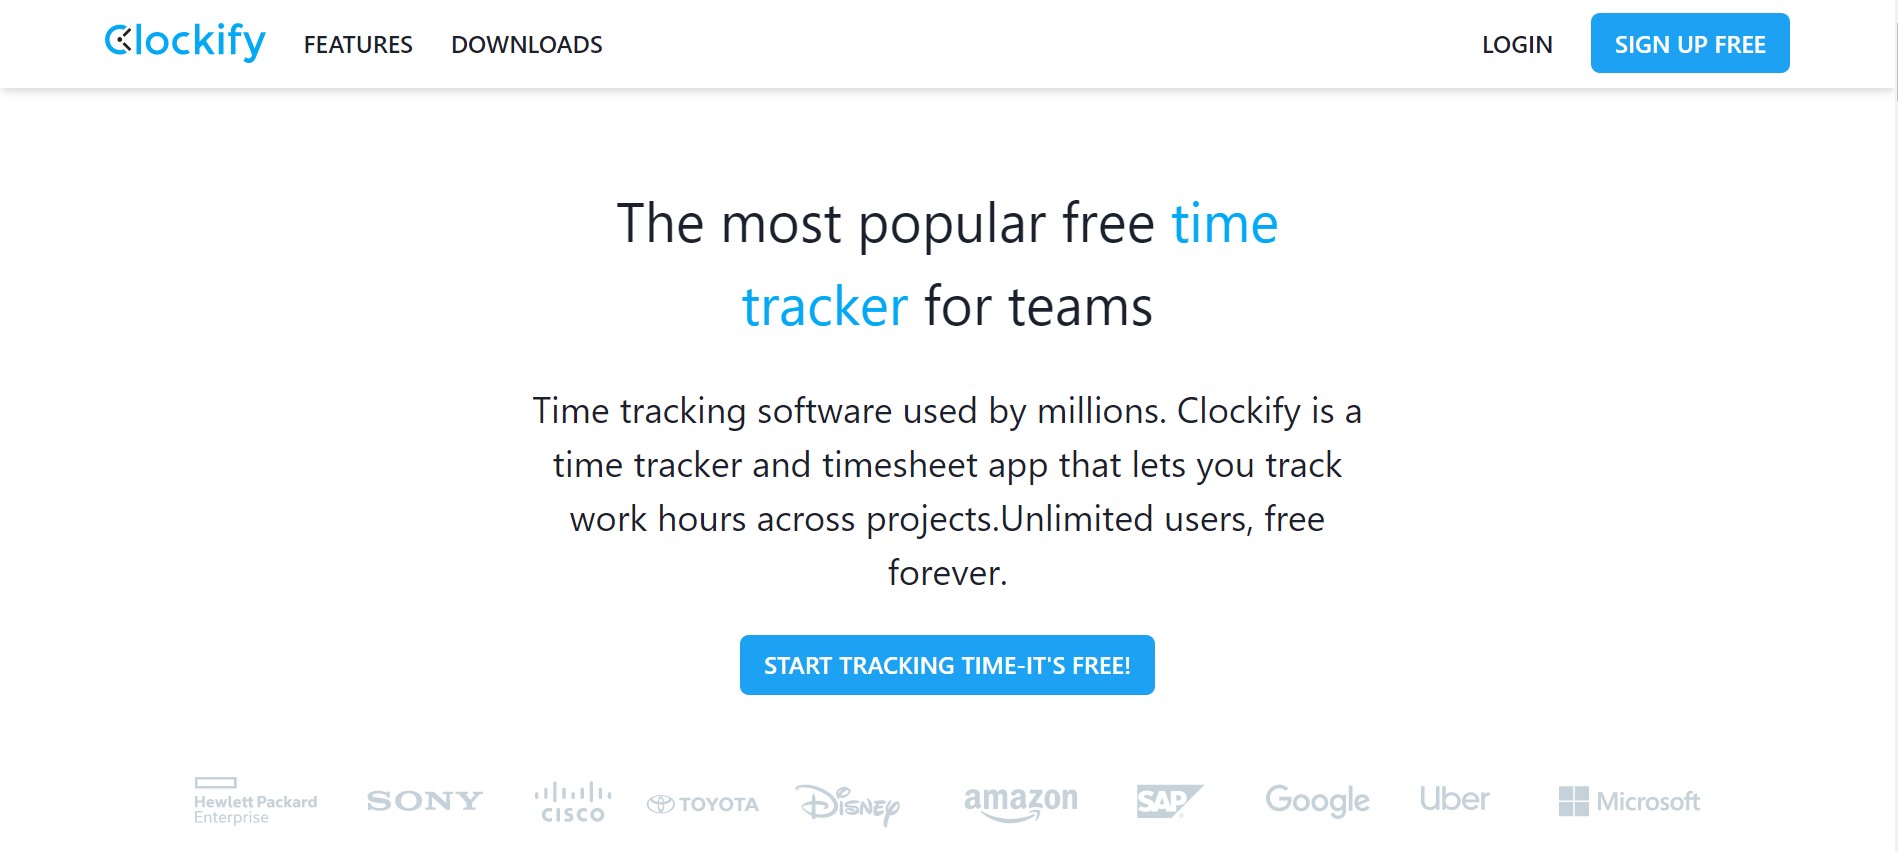 Clockify FEATURES DOWNLOADS LOGIN SIGN UP FREE
The most popular free time
tracker for teams
Time tracking software used by millions. Clockify is a
time tracker and timesheet app that lets you track
work hours across projects.Unlimited users, free
forever.
START TRACKING TIME-IT'S FREE!
Hewlett Packard
Enterprise
SONY
CISCO
TOYOTA
Disney
amazon
SAP
Google
Uber
Microsoft